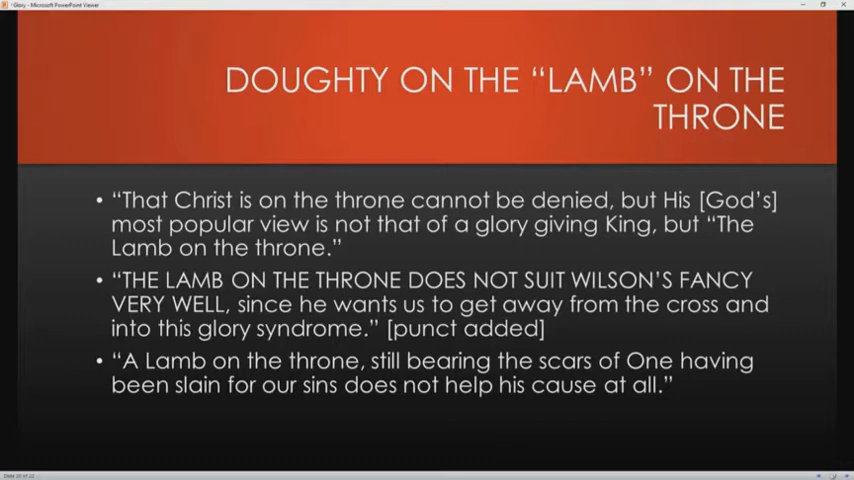 Glory - Microsoft PowerPoint Viewer
DOUGHTY ON THE “LAMB” ON THE
THRONE
• “That Christ is on the throne cannot be denied, but His [God’s]
most popular view is not that of a glory giving King, but “The
Lamb on the throne.”
• “THE LAMB ON THE THRONE DOES NOT SUIT WILSON’S FANCY
VERY WELL, since he wants us to get away from the cross and
into this glory syndrome.” [punct added]
• “A Lamb on the throne, still bearing the scars of One having
been slain for our sins does not help his cause at all.”